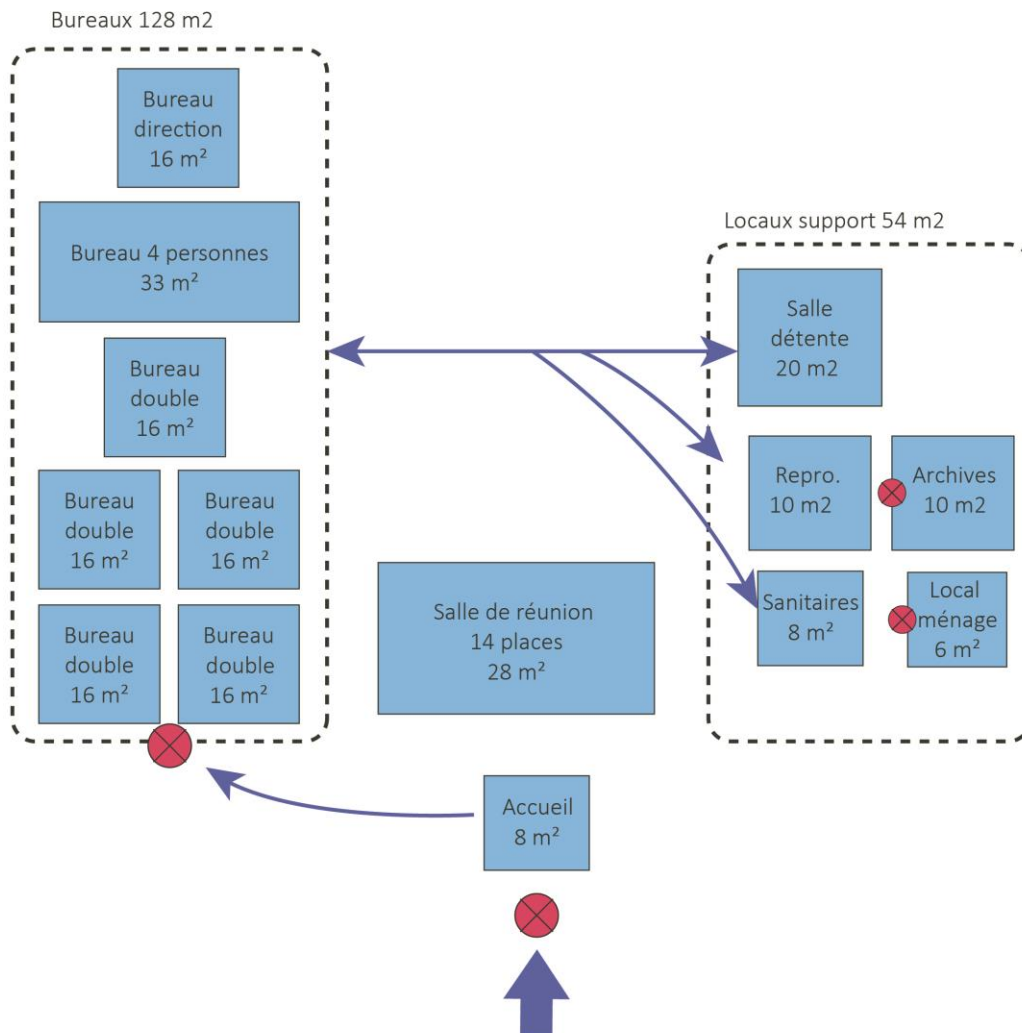 Bureaux 128 m2
Bureau
direction
16 m²
Bureau 4 personnes
33 m²
Bureau
double
16 m²
Bureau
double
16 m²
Bureau
double
16 m²
Bureau
double
16 m²
Bureau
double
16 m²
Salle de réunion
14 places
28 m²
Accueil
8 m²
Locaux support 54 m2
Salle
détente
20 m2
Repro.
10 m2
Archives
10 m2
Sanitaires
8 m²
Local
ménage
6 m²